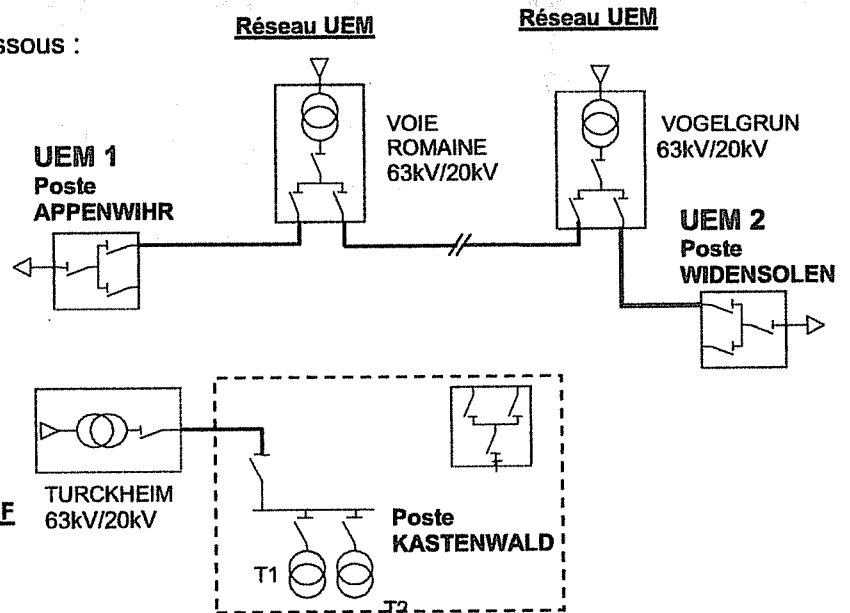 ssous :
Réseau UEM
Réseau UEM
VOIE
ROMAINE
63kV/20kV
VOGELGRUN
63kV/20kV
UEM 1
Poste
APPENWIHR
UEM 2
Poste
WIDENSOLEN
TURCKHEIM
63kV/20kV
F
Poste
KASTENWALD
T1
T2